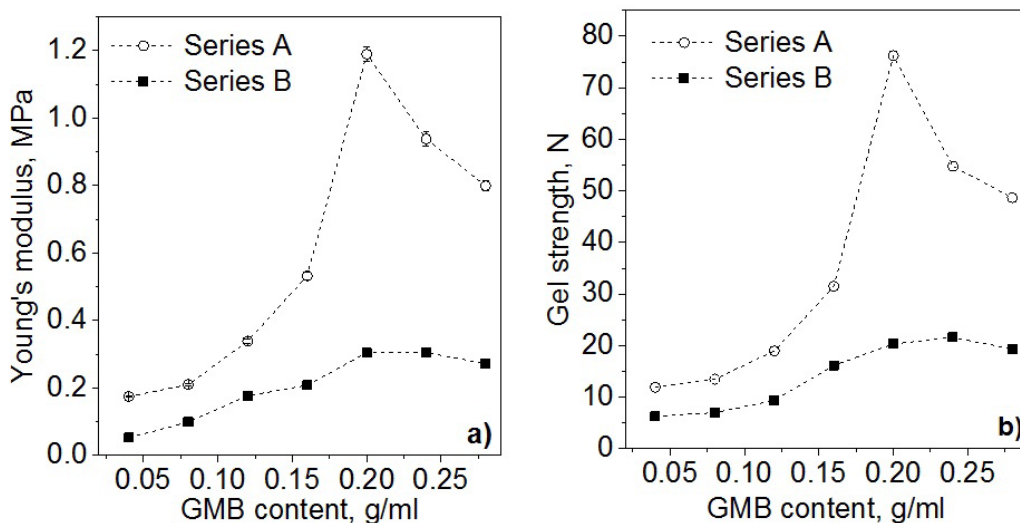 Series A
Series B
Young's modulus, MPa
1.2
1.0
0.8
0.6
0.4
0.2
0.0
0.05 0.10 0.15 0.20 0.25
GMB content, g/ml
a)
Series A
Series B
Gel strength, N
80
70
60
50
40
30
20
10
0
0.05 0.10 0.15 0.20 0.25
GMB content, g/ml
b)